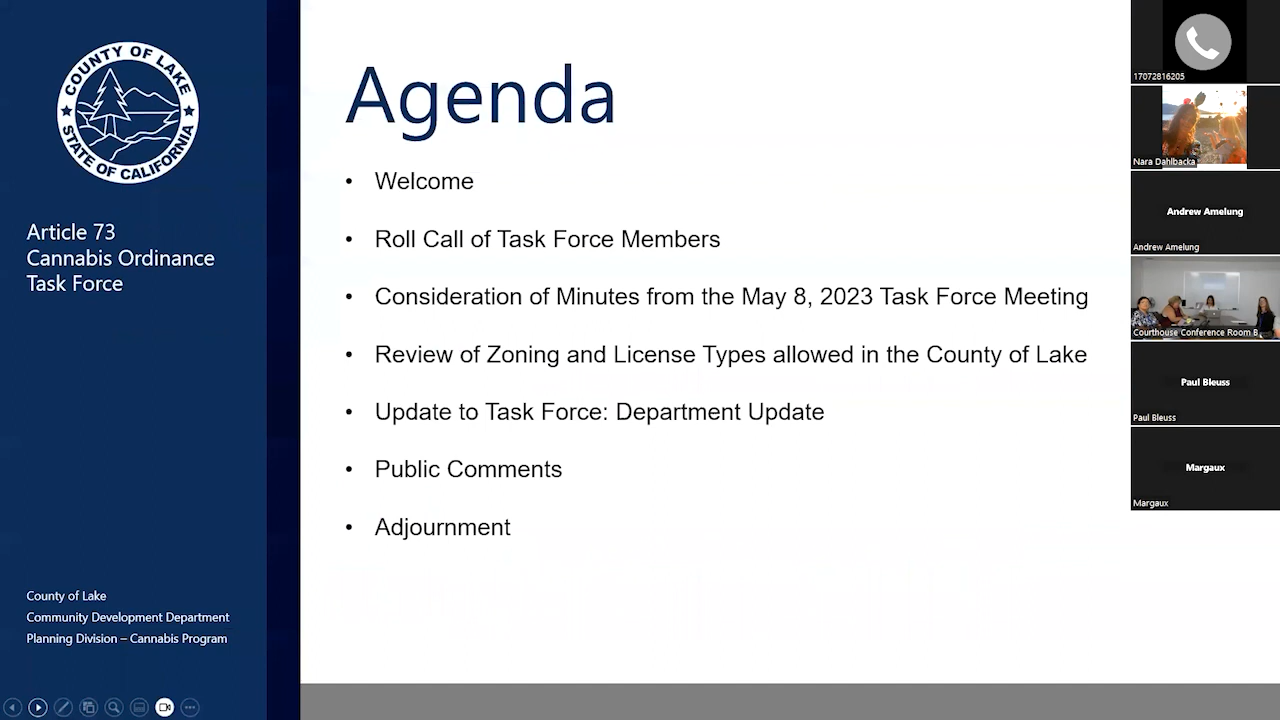 COUNTY OF LAKE
STATE OF CALIFORNIA
Article 73
Cannabis Ordinance
Task Force
County of Lake
Community Development Department
Planning Division – Cannabis Program
Agenda
• Welcome
• Roll Call of Task Force Members
• Consideration of Minutes from the May 8, 2023 Task Force Meeting
• Review of Zoning and License Types allowed in the County of Lake
• Update to Task Force: Department Update
• Public Comments
• Adjournment
17072816205
Nara Dahlbacka
Andrew Amelung
Andrew Amelung
Courthouse Conference Room B
Paul Bleuss
Paul Bleuss
Margaux
Margaux